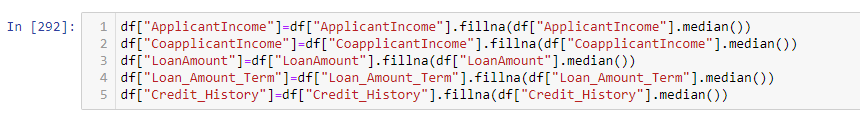 In [292]: 1 df["ApplicantIncome"]=df["ApplicantIncome"].fillna(df["ApplicantIncome"].median())
2 df["CoapplicantIncome"]=df["CoapplicantIncome"].fillna(df["CoapplicantIncome"].median())
3 df["LoanAmount"]=df["LoanAmount"].fillna(df["LoanAmount"].median())
4 df["Loan_Amount_Term"]=df["Loan_Amount_Term"].fillna(df["Loan_Amount_Term"].median())
5 df["Credit_History"]=df["Credit_History"].fillna(df["Credit_History"].median())